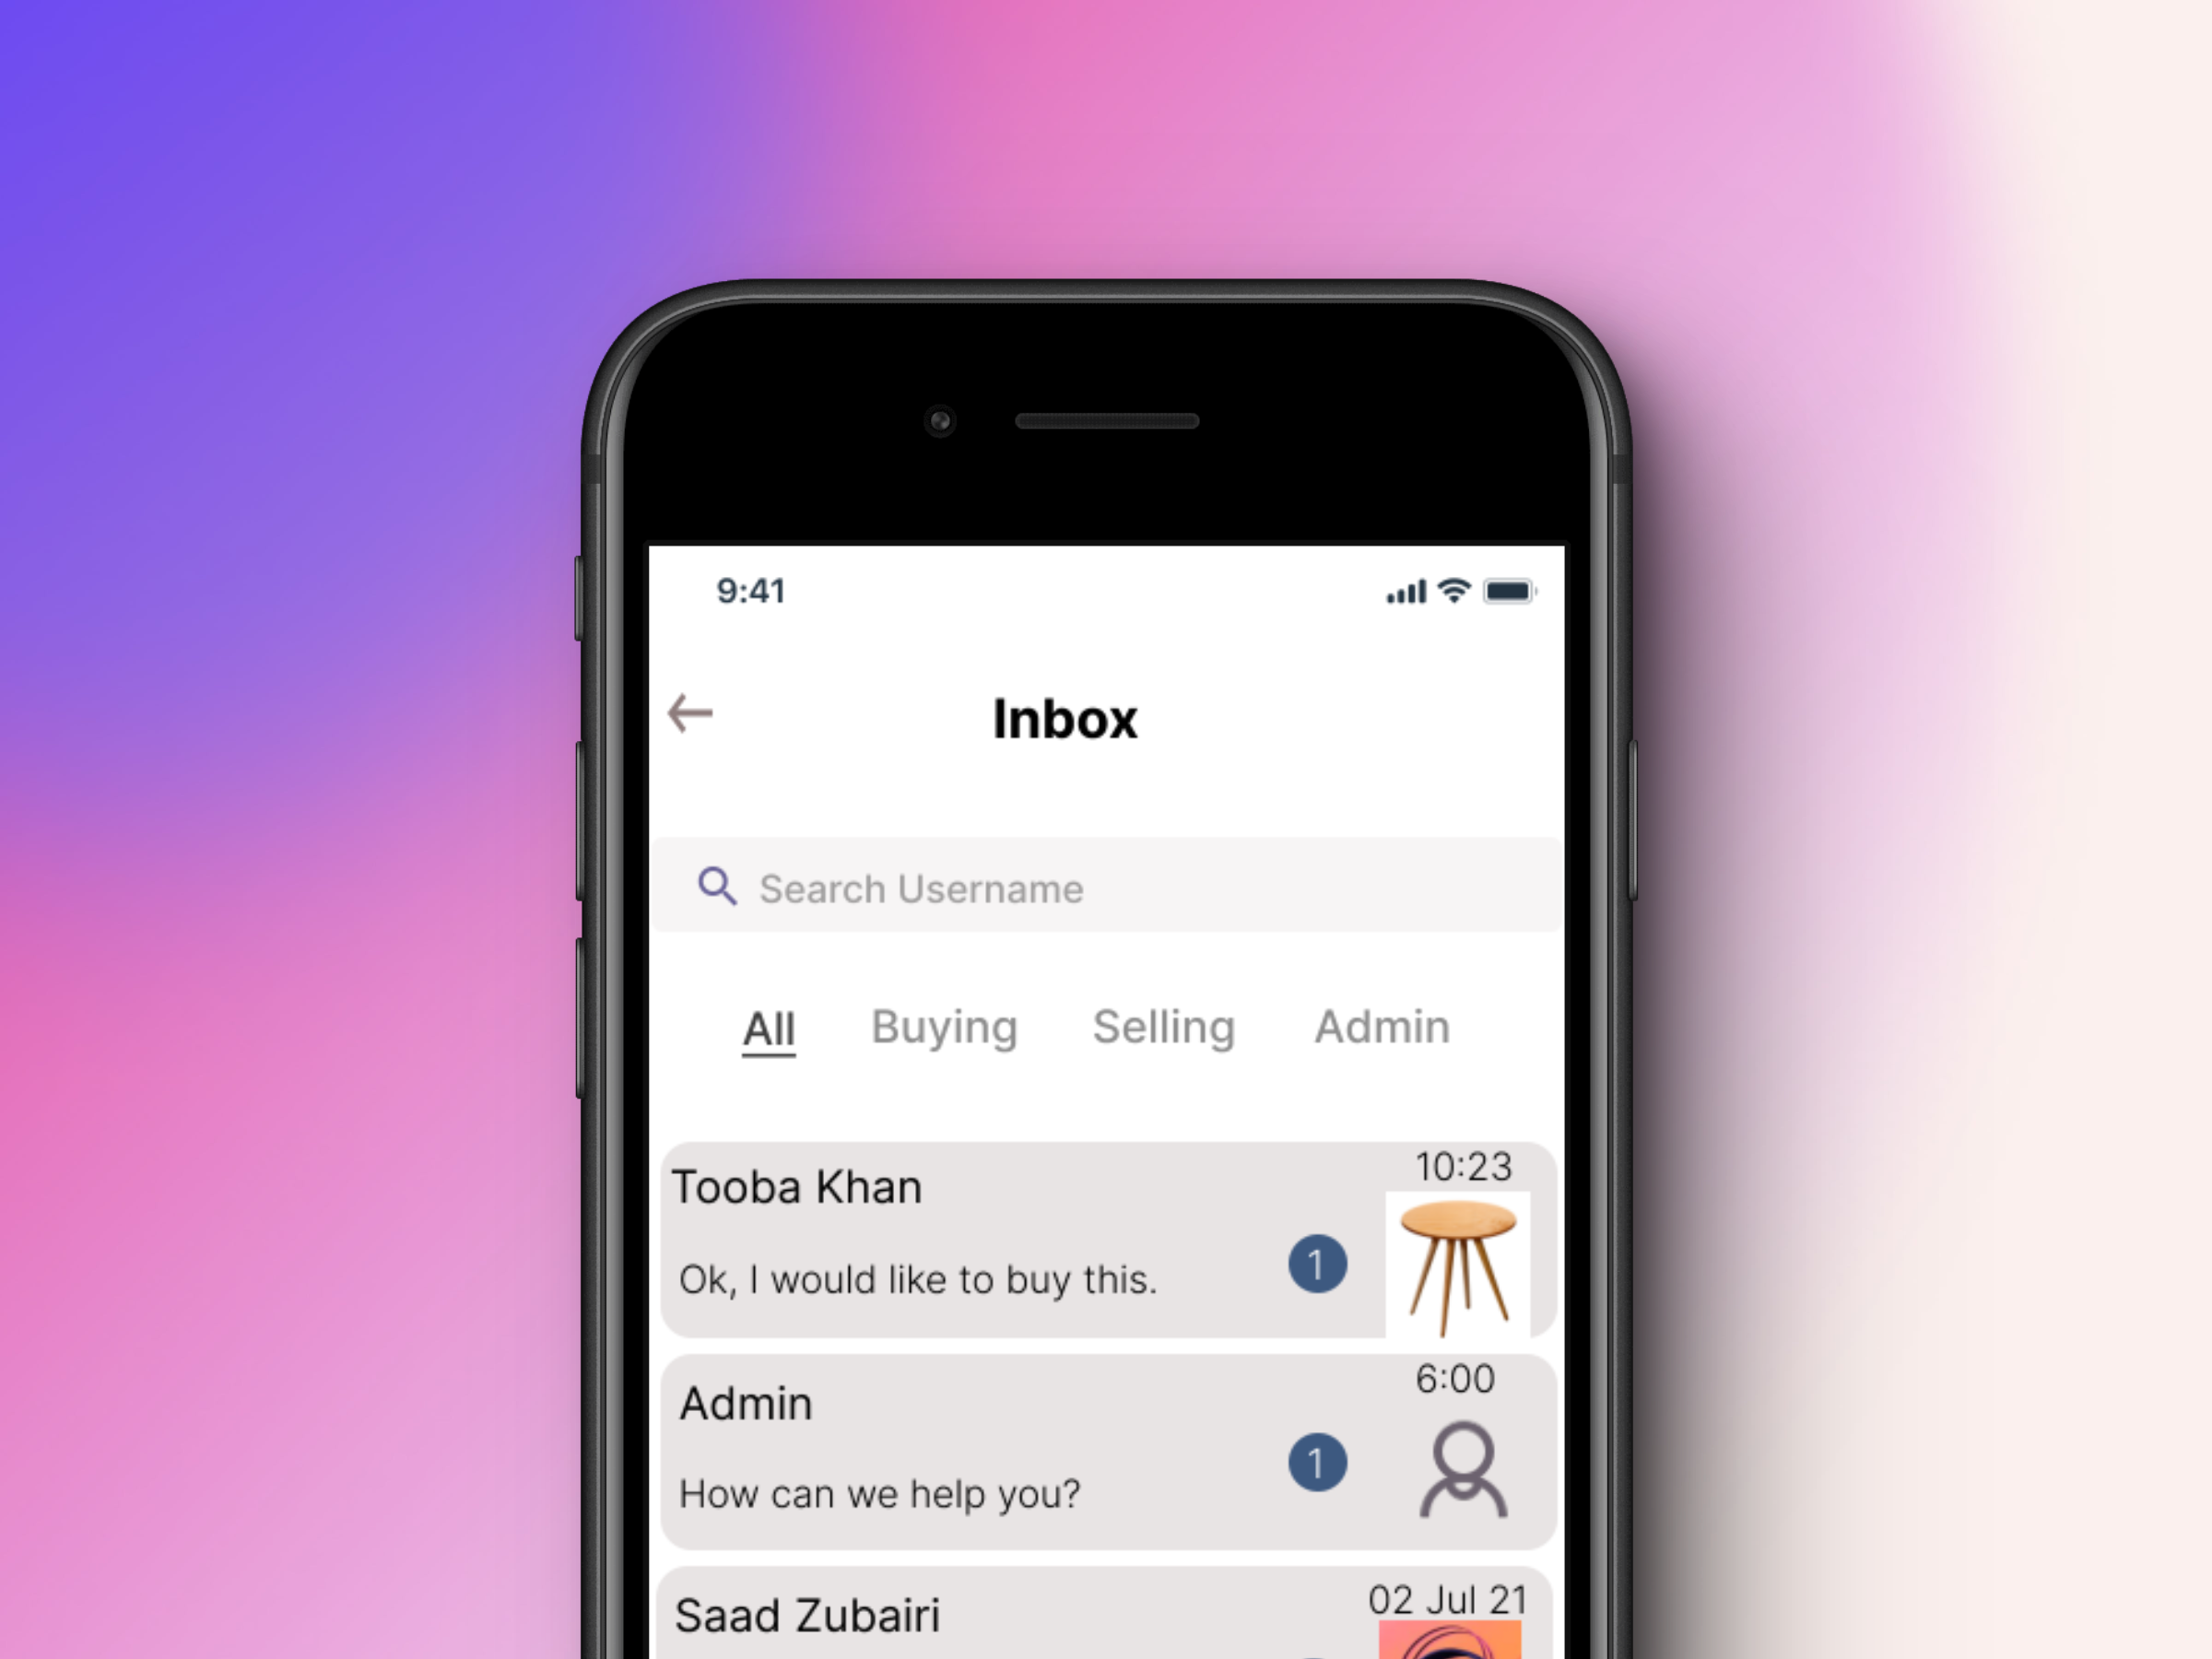 9:41
Inbox
Search Username
All Buying Selling Admin
Tooba Khan 10:23
Ok, I would like to buy this. 1
Admin 6:00
How can we help you? 1
Saad Zubairi 02 Jul 21